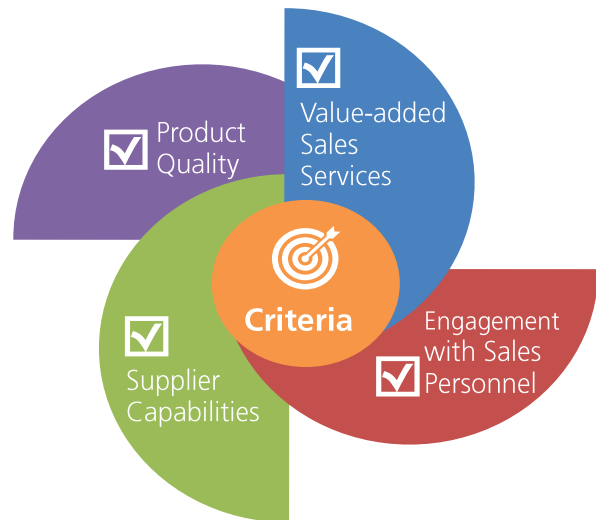 Product
Quality
Value-added
Sales
Services
Criteria
Engagement
with Sales
Personnel
Supplier
Capabilities